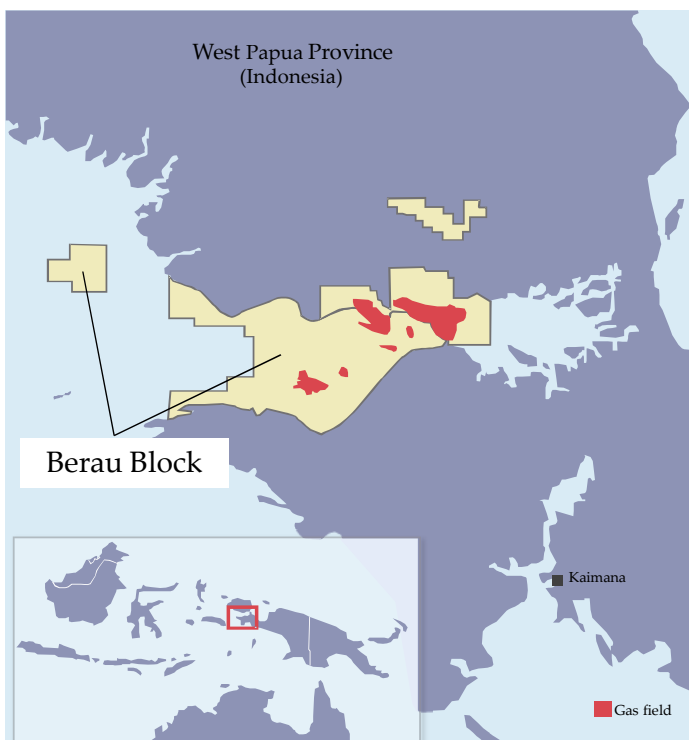 West Papua Province
(Indonesia)
Berau Block
Kaimana
Gas field